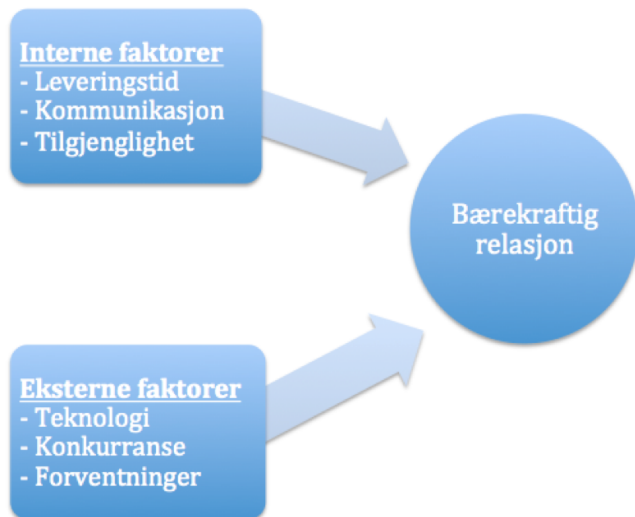 Interne faktorer
- Leveringstid
- Kommunikasjon
- Tilgjenglighet
Bærekraftig
relasjon
Eksterne faktorer
- Teknologi
- Konkurranse
- Forventninger